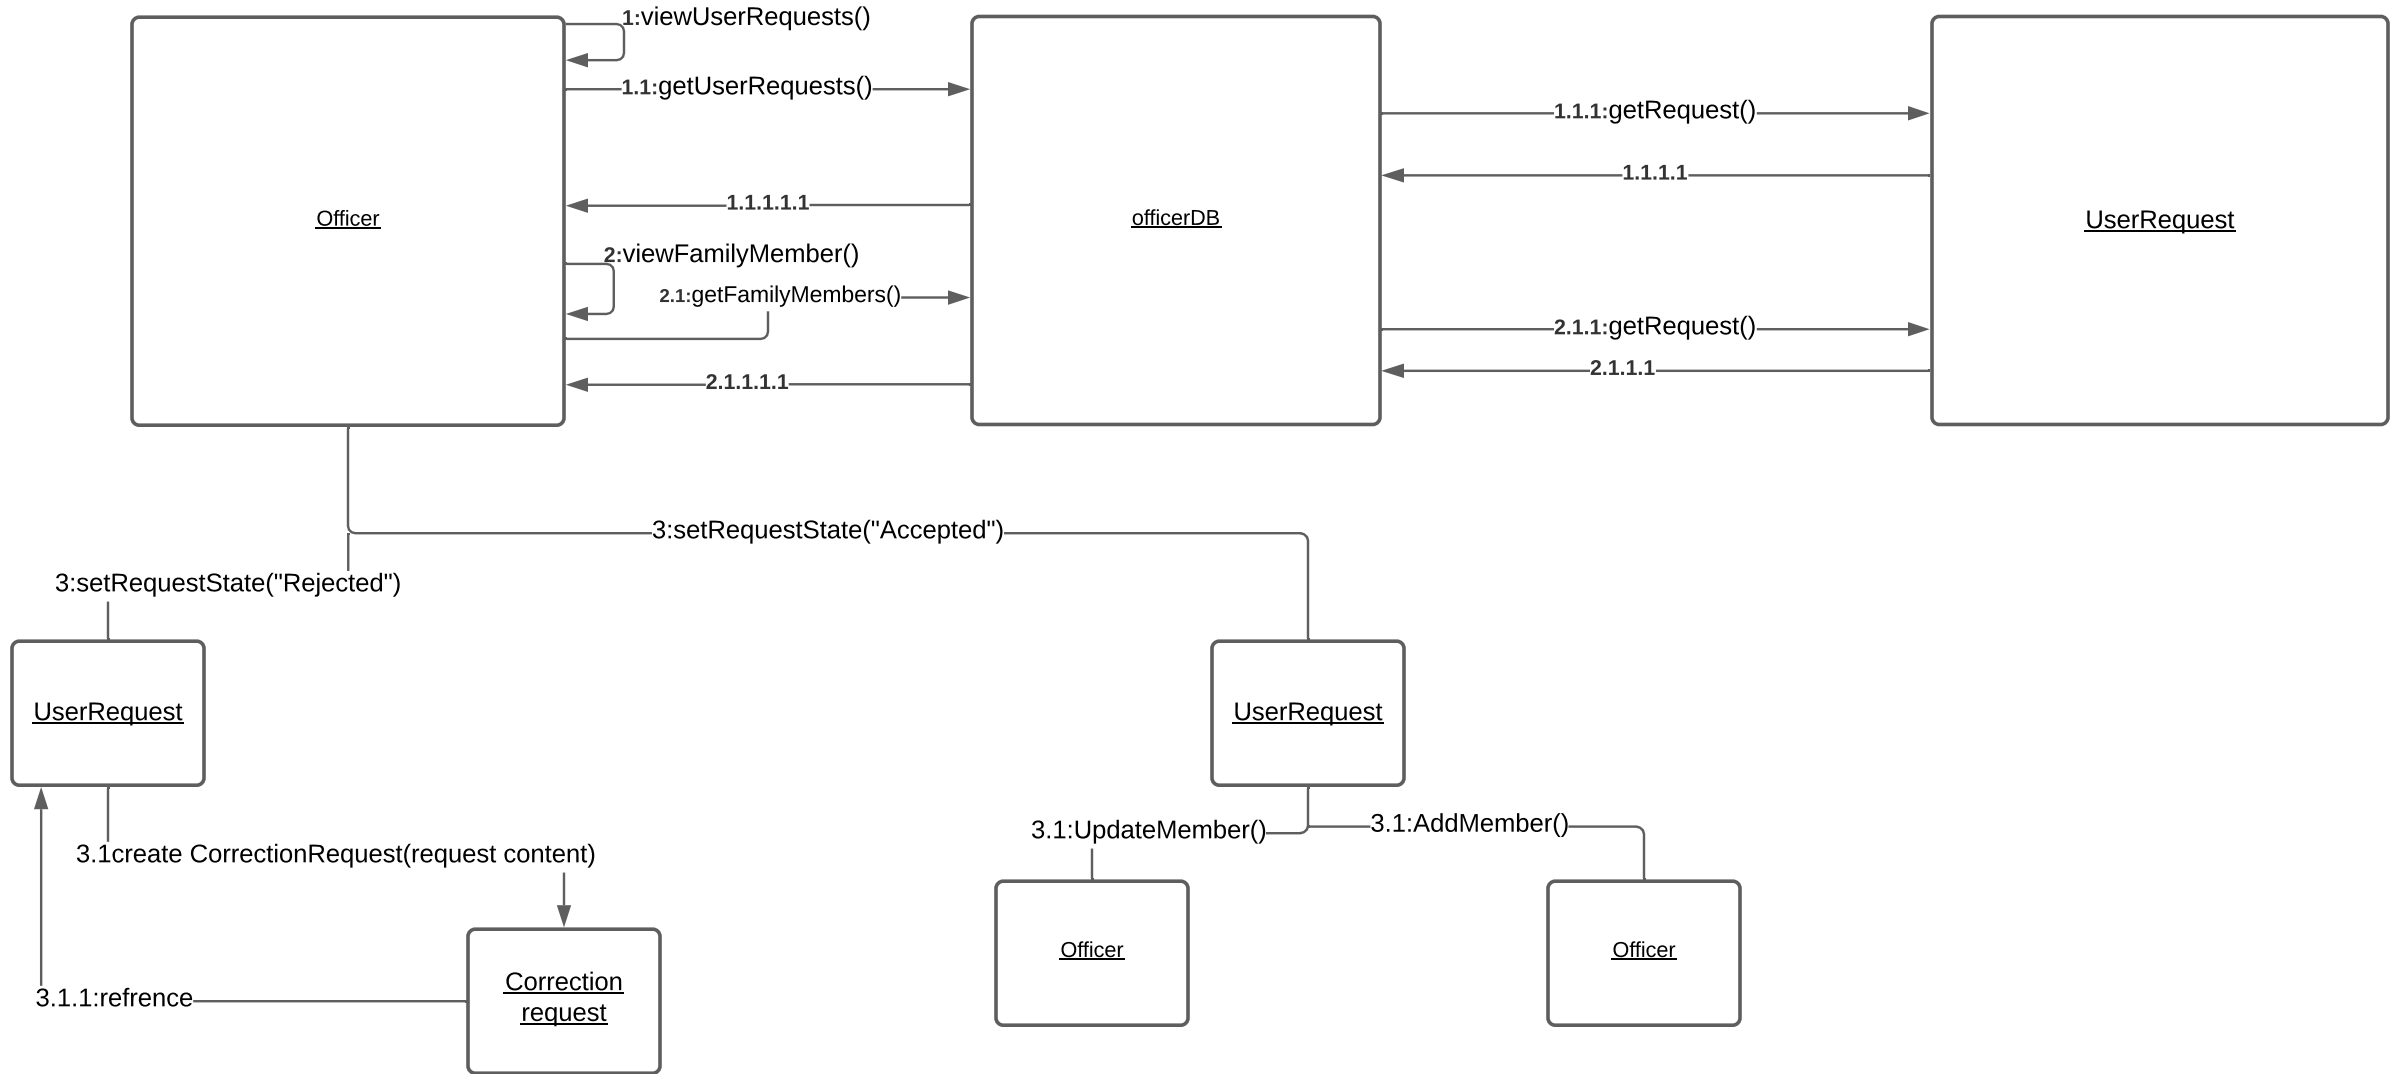 1:viewUserRequests()
1.1:getUserRequests()
1.1.1:getRequest()
1.1.1.1
1.1.1.1.1
Officer
officerDB
UserRequest
2:viewFamilyMember()
2.1:getFamilyMembers()
2.1.1:getRequest()
2.1.1.1
2.1.1.1.1
3:setRequestState("Accepted")
3:setRequestState("Rejected")
UserRequest
UserRequest
3.1:UpdateMember()
3.1:AddMember()
3.1create CorrectionRequest(request content)
Officer
Officer
Correction
request
3.1.1:refrence